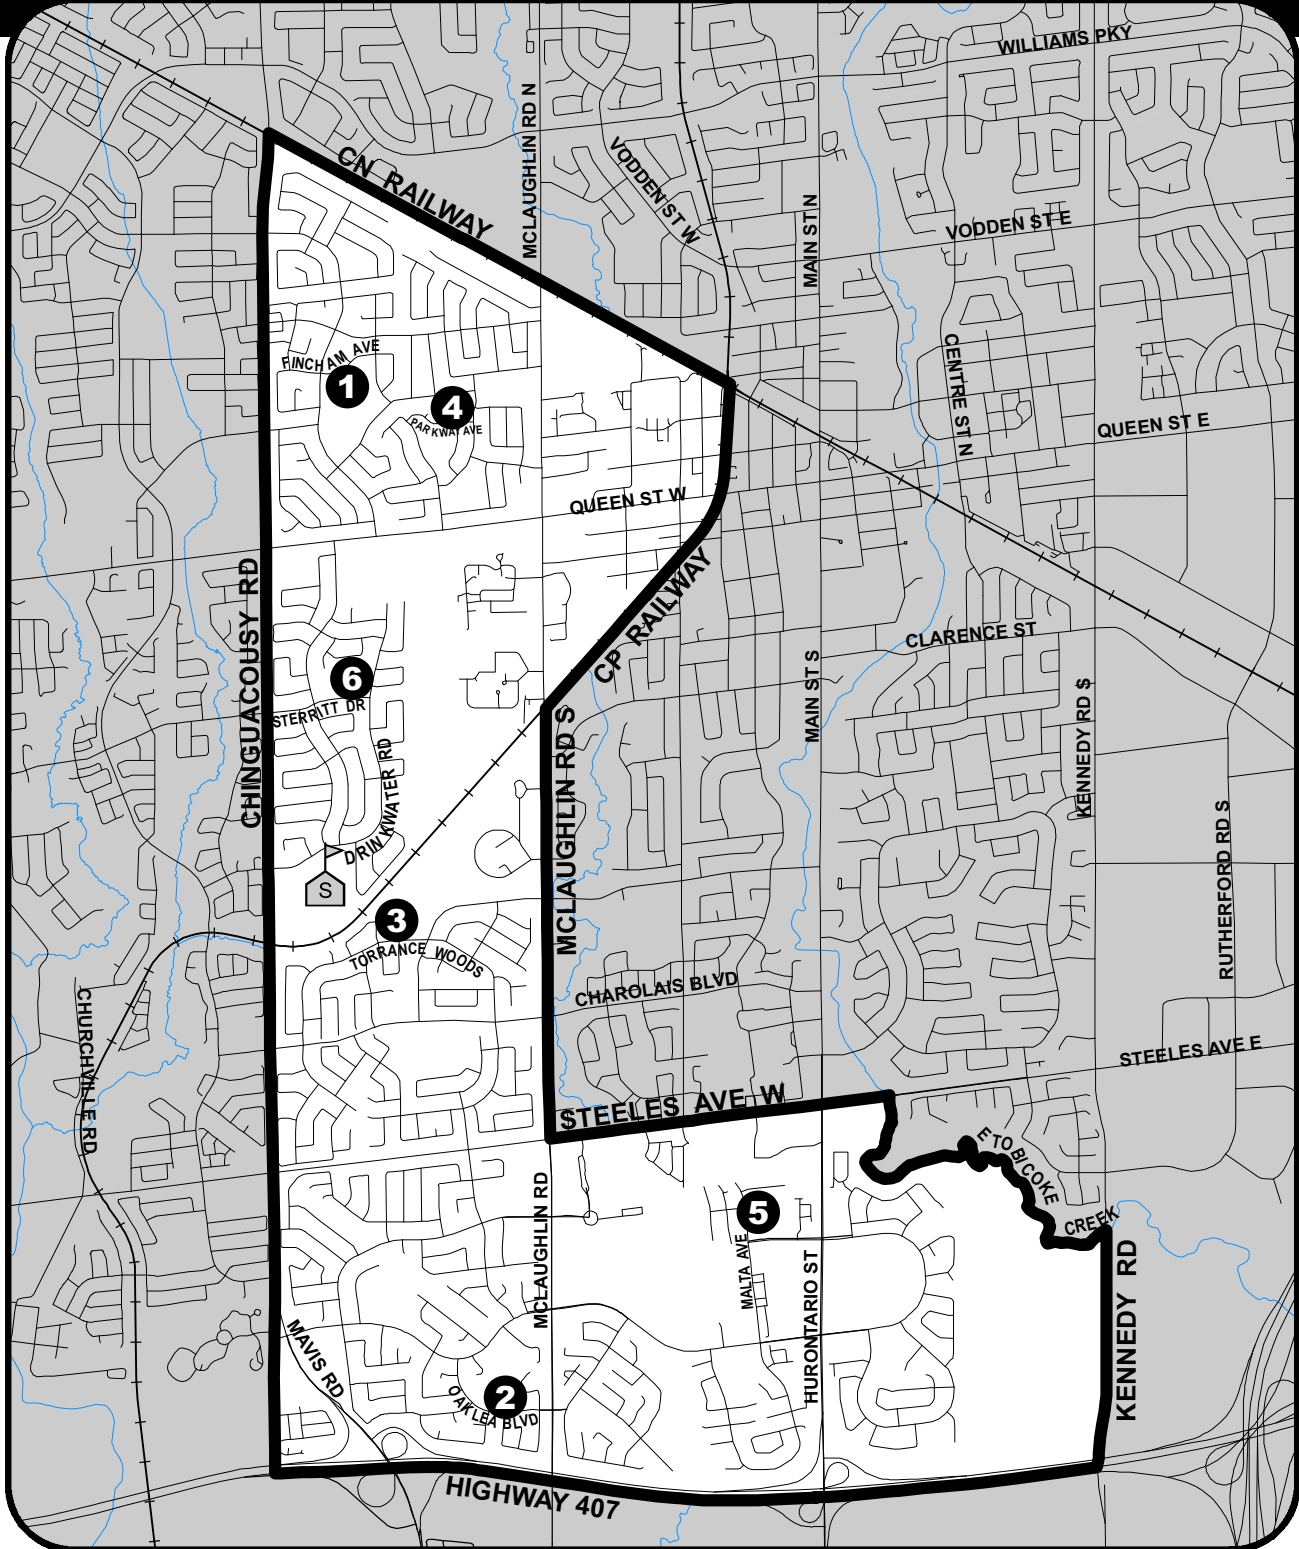 WILLIAMS PKY
CN RAILWAY
MCLAUGHLIN RD N
VODDEN ST W
MAIN ST N
VODDEN ST E
FINCHAM AVE
1
4
PARKWAY AVE
CENTRE ST N
QUEEN ST E
QUEEN ST W
CP RAILWAY
CHINGUACOUSY RD
CLARENCE ST
6
STERRITT DR
MAIN ST S
KENNEDY RD S
DRINKWATER RD
MCLAUGHLIN RD S
RUTHERFORD RD S
S
3
TORRANCE WOODS
CHAROLAIS BLVD
CHURCHVILLE RD
STEELES AVE E
STEELES AVE W
ETOBICOKE
CREEK
5
MALTA AVE
MCLAUGHLIN RD
HURONTARIO ST
KENNEDY RD
MAVIS RD
2
OAKLEA BLVD
HIGHWAY 407